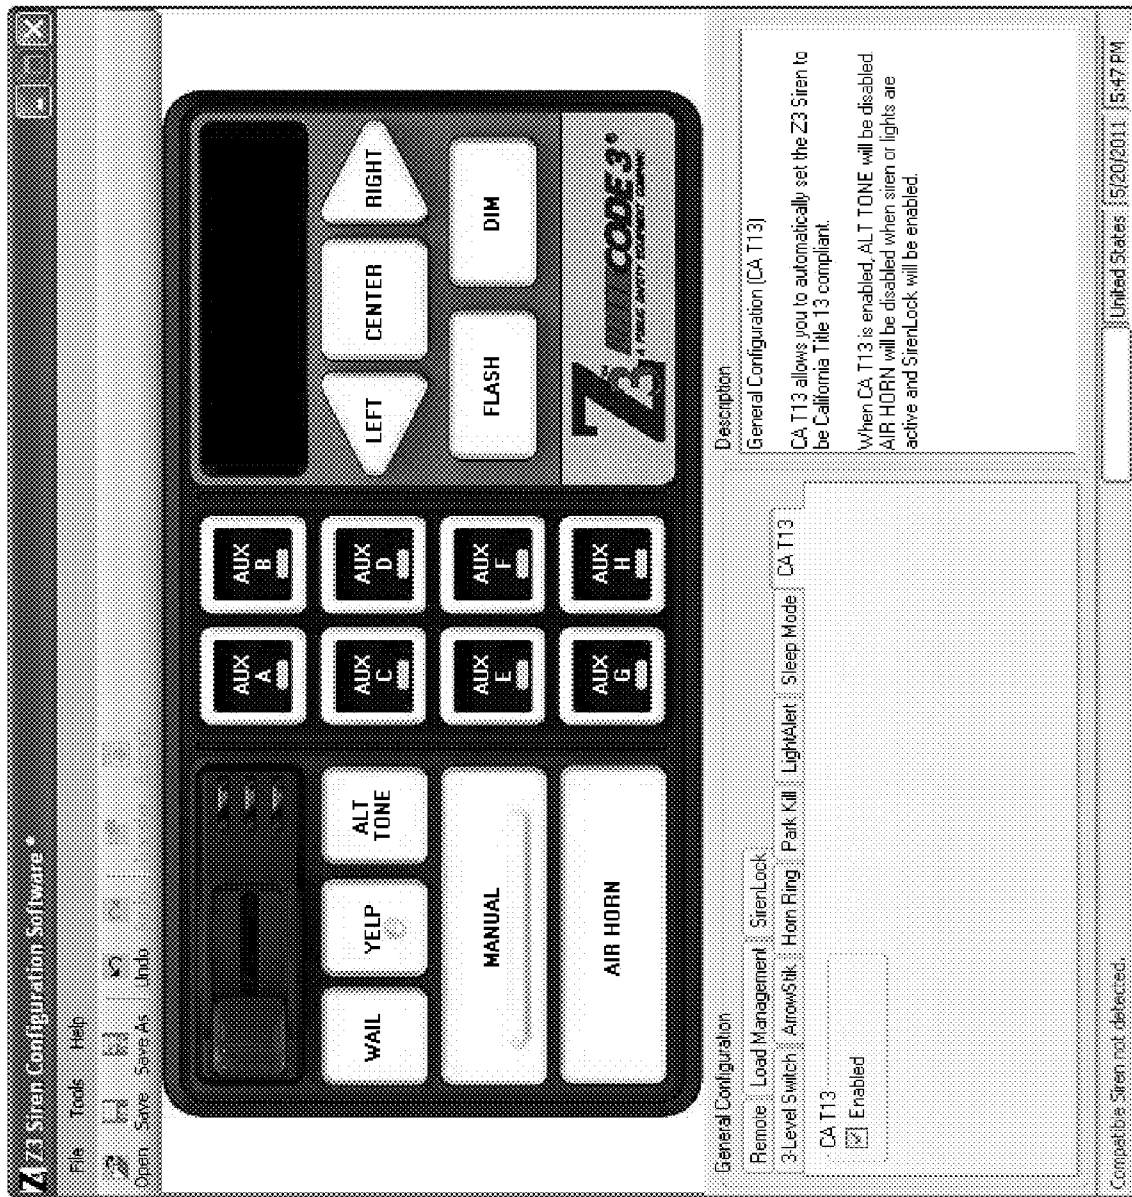 Z3 Siren Configuration Software *
File Tools Help
Open Save Save As Undo
WAIL
YELP
ALT TONE
MANUAL
AIR HORN
AUX A
AUX B
AUX C
AUX D
AUX E
AUX F
AUX G
AUX H
LEFT
CENTER
RIGHT
FLASH
DIM
Z3™ CODE 3®
A PUBLIC SAFETY EQUIPMENT COMPANY
General Configuration
Remote Load Management SirenLock
3-Level Switch ArrowStik Horn Ring Park Kill LightAlert Sleep Mode CA T13
CA T13
Enabled
Description
General Configuration (CA T13)
CA T13 allows you to automatically set the Z3 Siren to
be California Title 13 compliant.
When CA T13 is enabled, ALT TONE will be disabled.
AIR HORN will be disabled when siren or lights are
active and SirenLock will be enabled.
Compatible Siren not detected.
United States 5/20/2011 5:47 PM